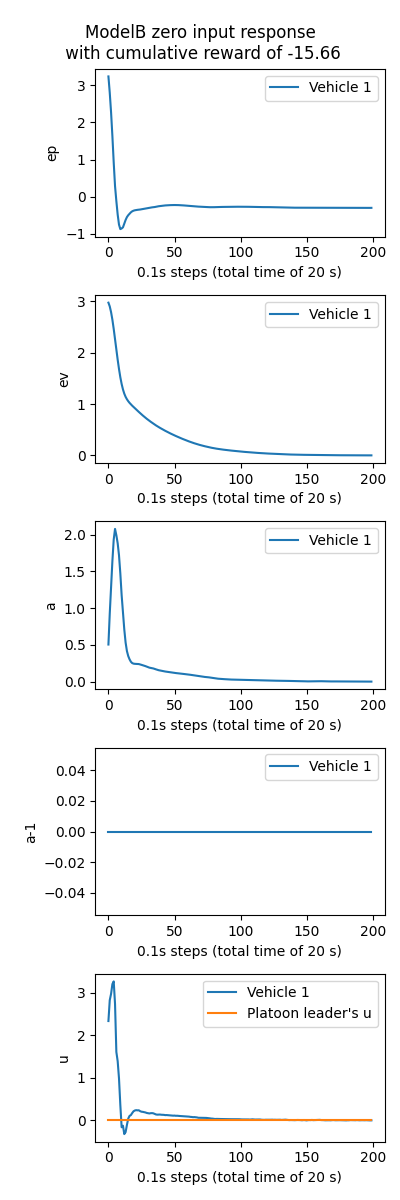 ModelB zero input response
with cumulative reward of -15.66
3
2
1
0
−1
ep
Vehicle 1
0 50 100 150 200
0.1s steps (total time of 20 s)
3
2
1
0
ev
Vehicle 1
0 50 100 150 200
0.1s steps (total time of 20 s)
2.0
1.5
1.0
0.5
0.0
a
Vehicle 1
0 50 100 150 200
0.1s steps (total time of 20 s)
0.04
0.02
0.00
−0.02
−0.04
a-1
Vehicle 1
0 50 100 150 200
0.1s steps (total time of 20 s)
3
2
1
0
u
Vehicle 1
Platoon leader's u
0 50 100 150 200
0.1s steps (total time of 20 s)